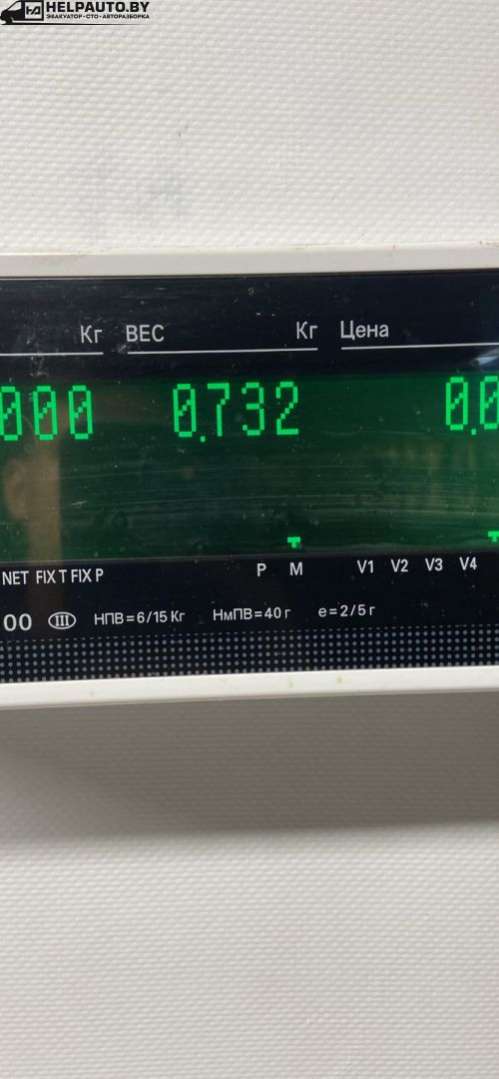 HELPAUTO.BY
ЭВАКУАТОР·СТО·АВТОРАЗБОРКА
Кг ВЕС Кг Цена
000 0.732 0.0
P M V1 V2 V3 V4
NET FIX T FIX P
00 III НПВ=6/15 Кг НмПВ=40 г e=2/5 г